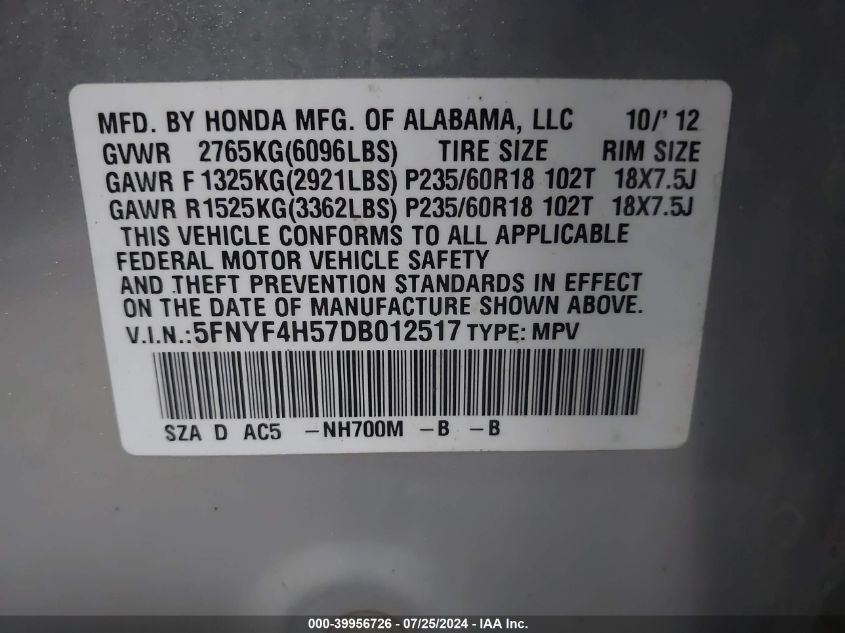 MFD. BY HONDA MFG. OF ALABAMA, LLC 10/' 12
GVWR 2765KG(6096LBS) TIRE SIZE RIM SIZE
GAWR F 1325KG(2921LBS) P235/60R18 102T 18X7.5J
GAWR R1525KG(3362LBS) P235/60R18 102T 18X7.5J
THIS VEHICLE CONFORMS TO ALL APPLICABLE
FEDERAL MOTOR VEHICLE SAFETY
AND THEFT PREVENTION STANDARDS IN EFFECT
ON THE DATE OF MANUFACTURE SHOWN ABOVE.
V.I.N.:5FNYF4H57DB012517 TYPE: MPV
SZA D AC5 -NH700M -B -B
000-39956726 - 07/25/2024 - IAA Inc.